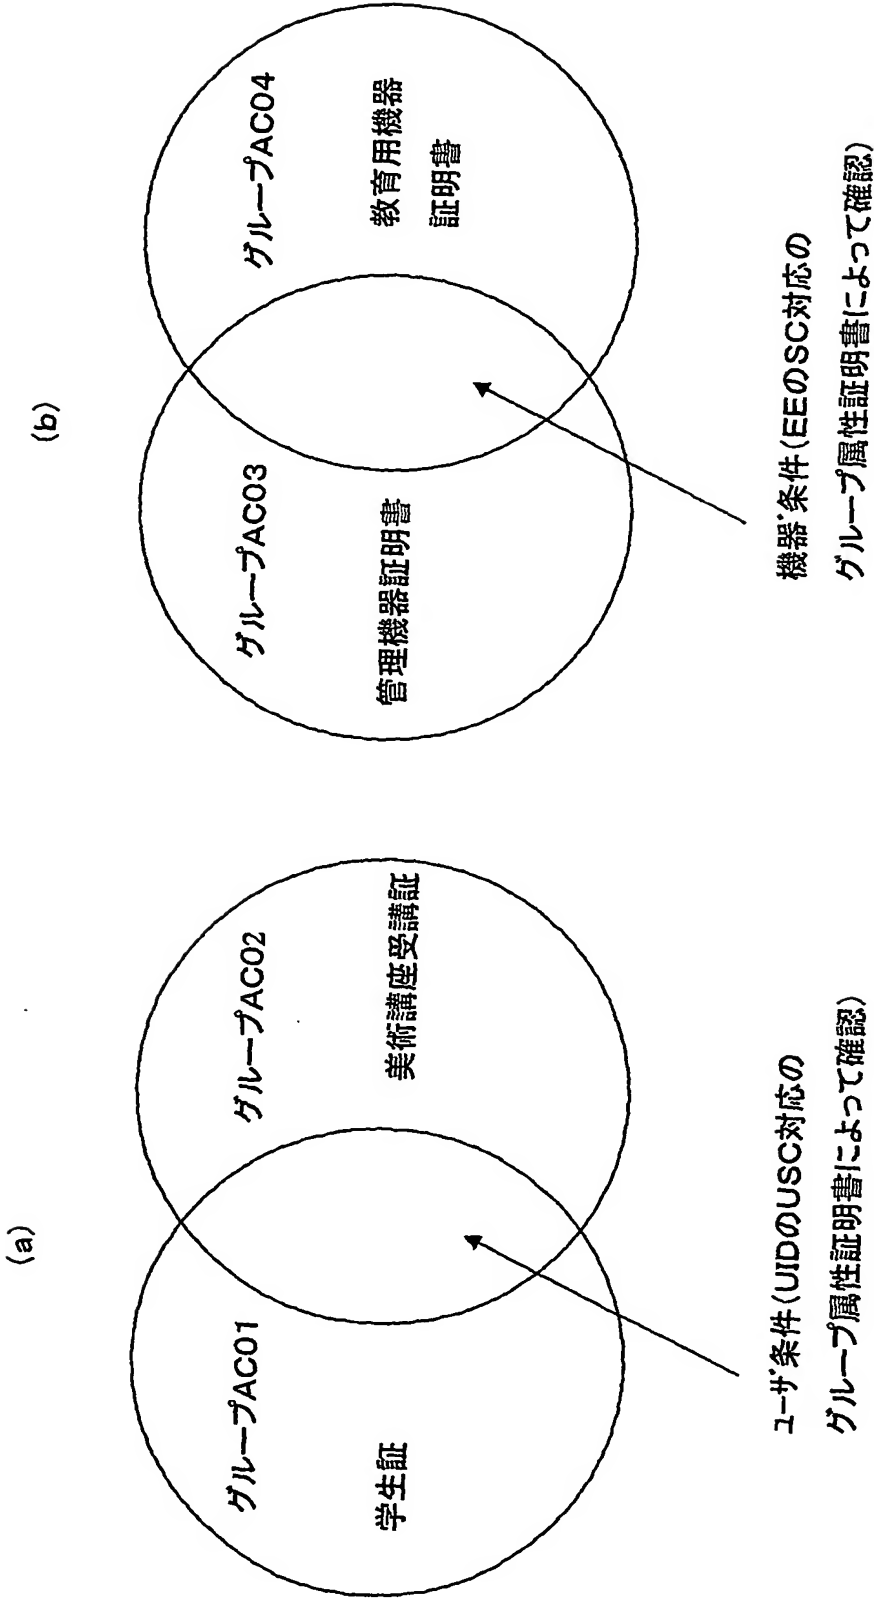 (a)
グループAC01
学生証
グループAC02
美術講座受講証
ユーザ条件(UIDのUSC対応の
グループ属性証明書によって確認)
(b)
グループAC03
管理機器証明書
グループAC04
教育用機器
証明書
機器条件(EEのSC対応の
グループ属性証明書によって確認)